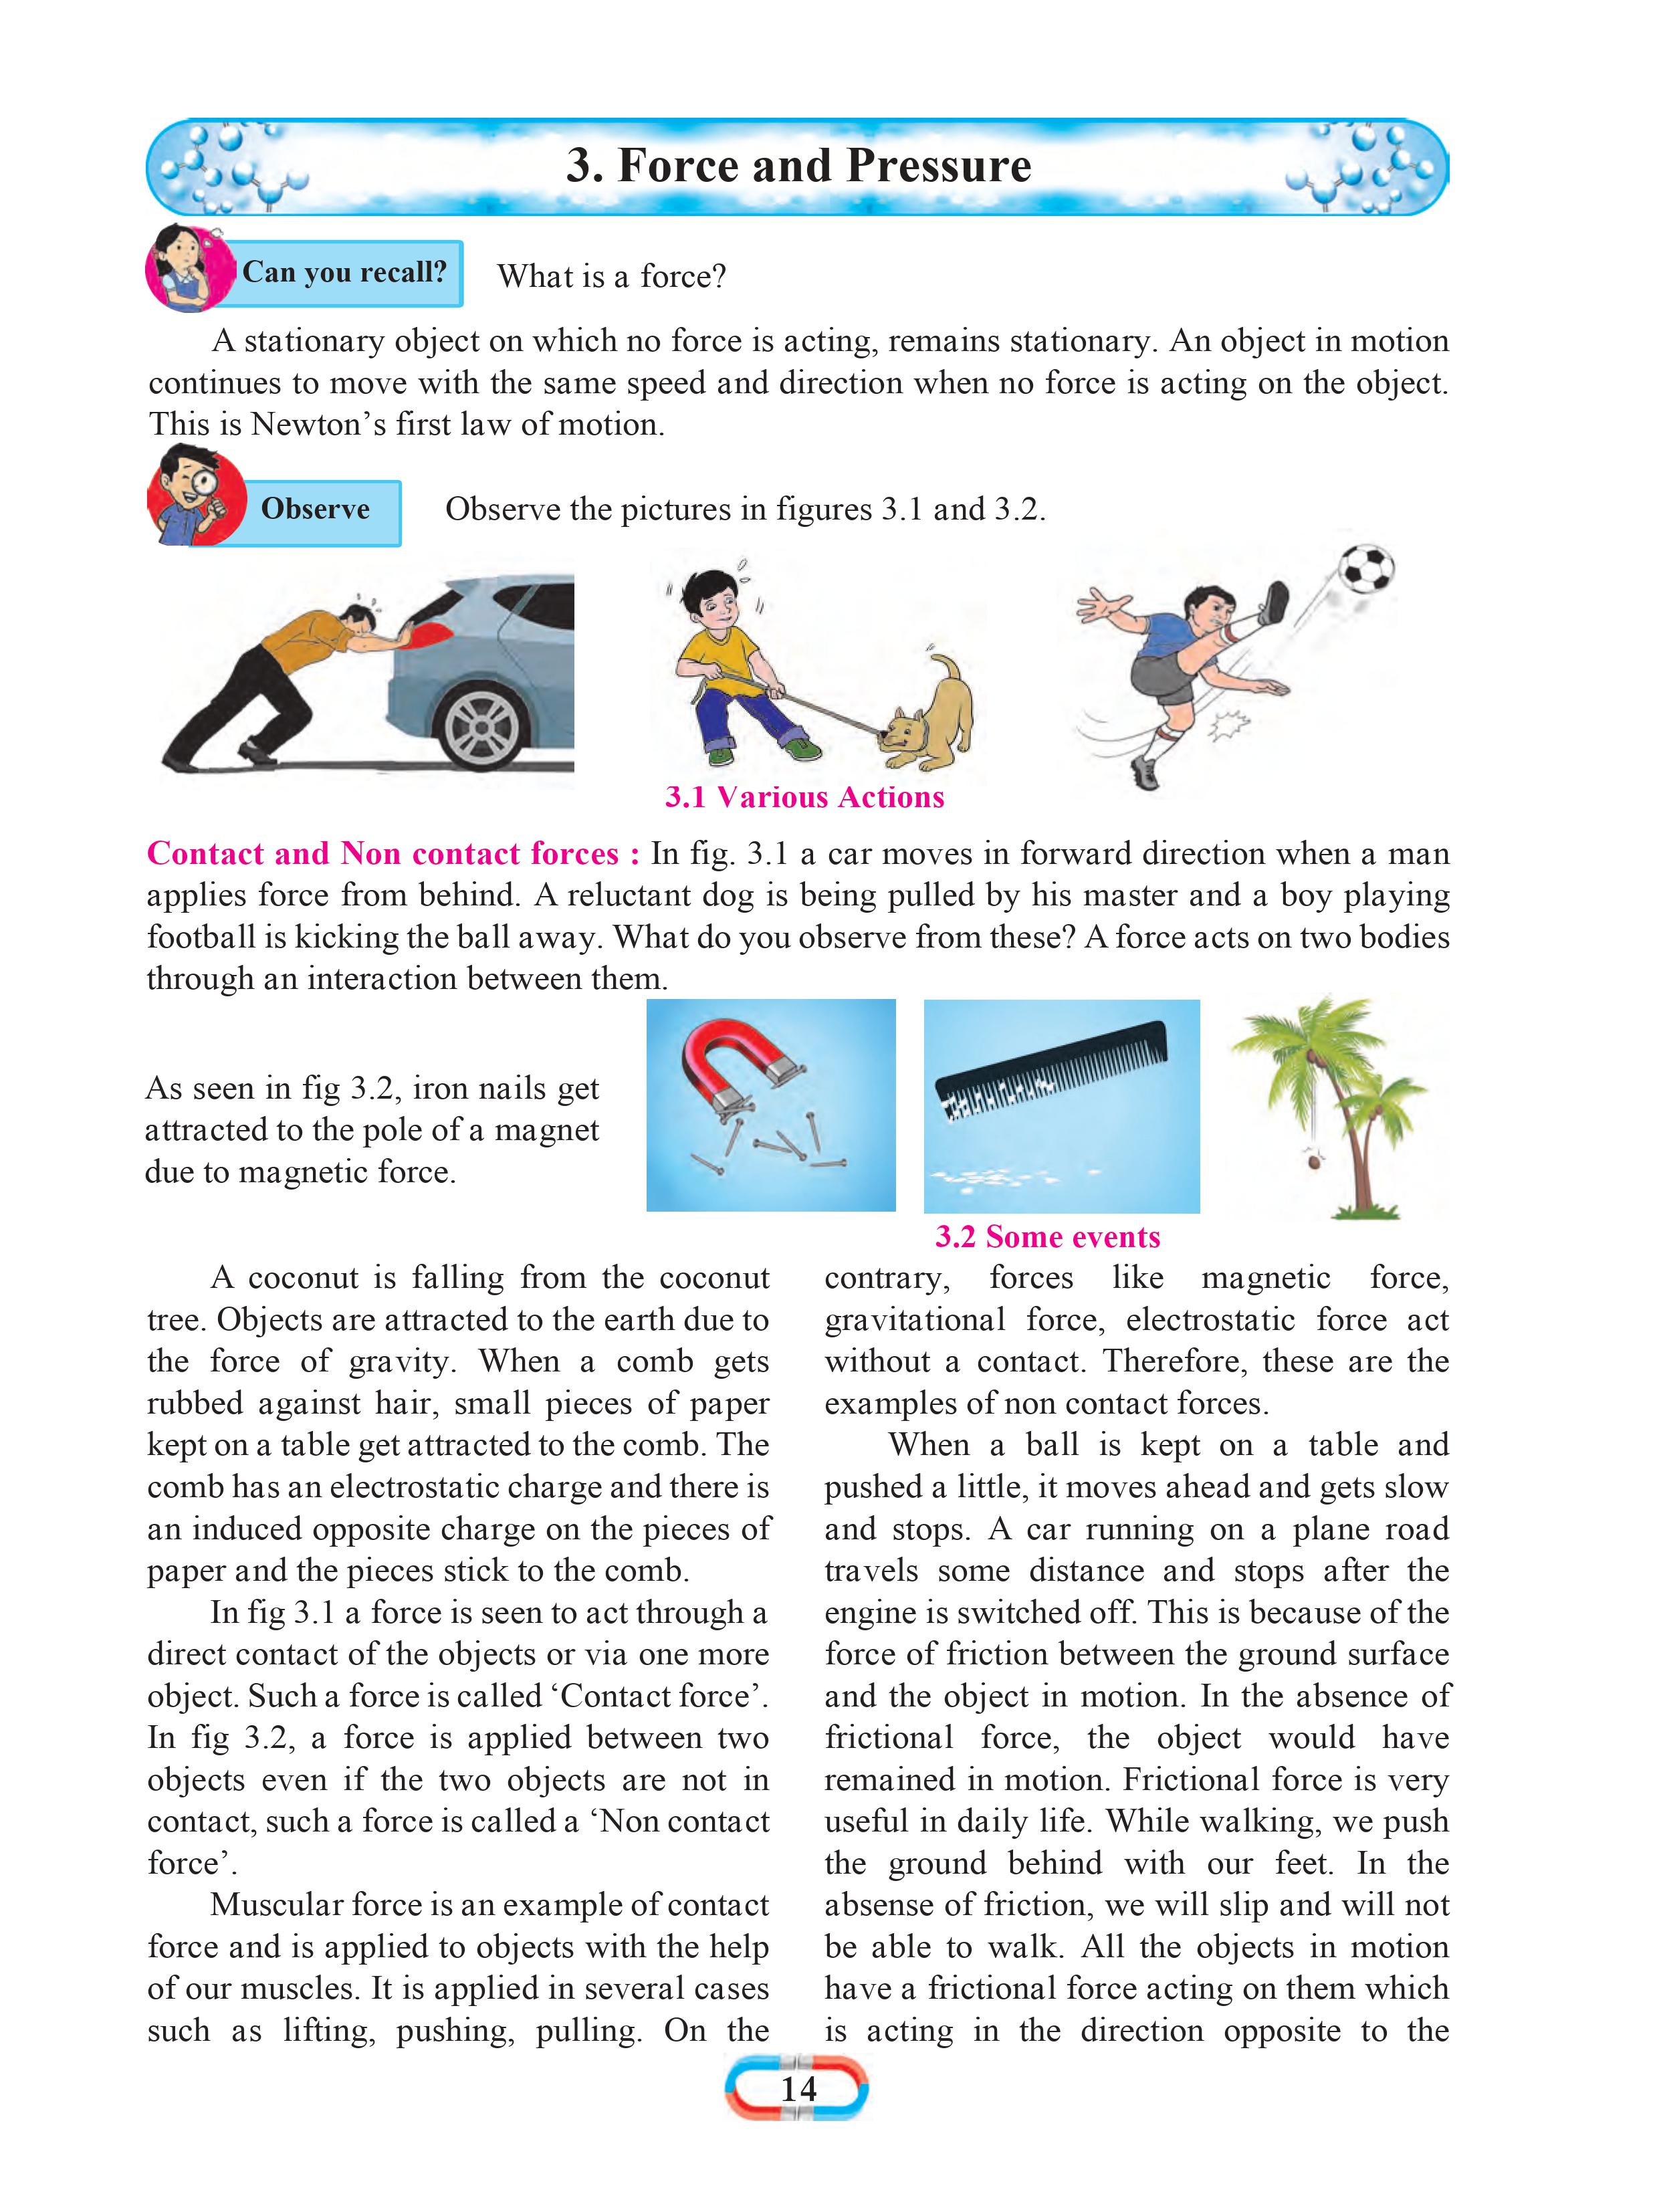 3. Force and Pressure
Can you recall?
What is a force?
A stationary object on which no force is acting, remains stationary. An object in motion
continues to move with the same speed and direction when no force is acting on the object.
This is Newton’s first law of motion.
Observe
Observe the pictures in figures 3.1 and 3.2.
3.1 Various Actions
Contact and Non contact forces : In fig. 3.1 a car moves in forward direction when a man
applies force from behind. A reluctant dog is being pulled by his master and a boy playing
football is kicking the ball away. What do you observe from these? A force acts on two bodies
through an interaction between them.
As seen in fig 3.2, iron nails get
attracted to the pole of a magnet
due to magnetic force.
3.2 Some events
A coconut is falling from the coconut
tree. Objects are attracted to the earth due to
the force of gravity. When a comb gets
rubbed against hair, small pieces of paper
kept on a table get attracted to the comb. The
comb has an electrostatic charge and there is
an induced opposite charge on the pieces of
paper and the pieces stick to the comb.
In fig 3.1 a force is seen to act through a
direct contact of the objects or via one more
object. Such a force is called ‘Contact force’.
In fig 3.2, a force is applied between two
objects even if the two objects are not in
contact, such a force is called a ‘Non contact
force’.
Muscular force is an example of contact
force and is applied to objects with the help
of our muscles. It is applied in several cases
such as lifting, pushing, pulling. On the
contrary, forces like magnetic force,
gravitational force, electrostatic force act
without a contact. Therefore, these are the
examples of non contact forces.
When a ball is kept on a table and
pushed a little, it moves ahead and gets slow
and stops. A car running on a plane road
travels some distance and stops after the
engine is switched off. This is because of the
force of friction between the ground surface
and the object in motion. In the absence of
frictional force, the object would have
remained in motion. Frictional force is very
useful in daily life. While walking, we push
the ground behind with our feet. In the
absense of friction, we will slip and will not
be able to walk. All the objects in motion
have a frictional force acting on them which
is acting in the direction opposite to the
14